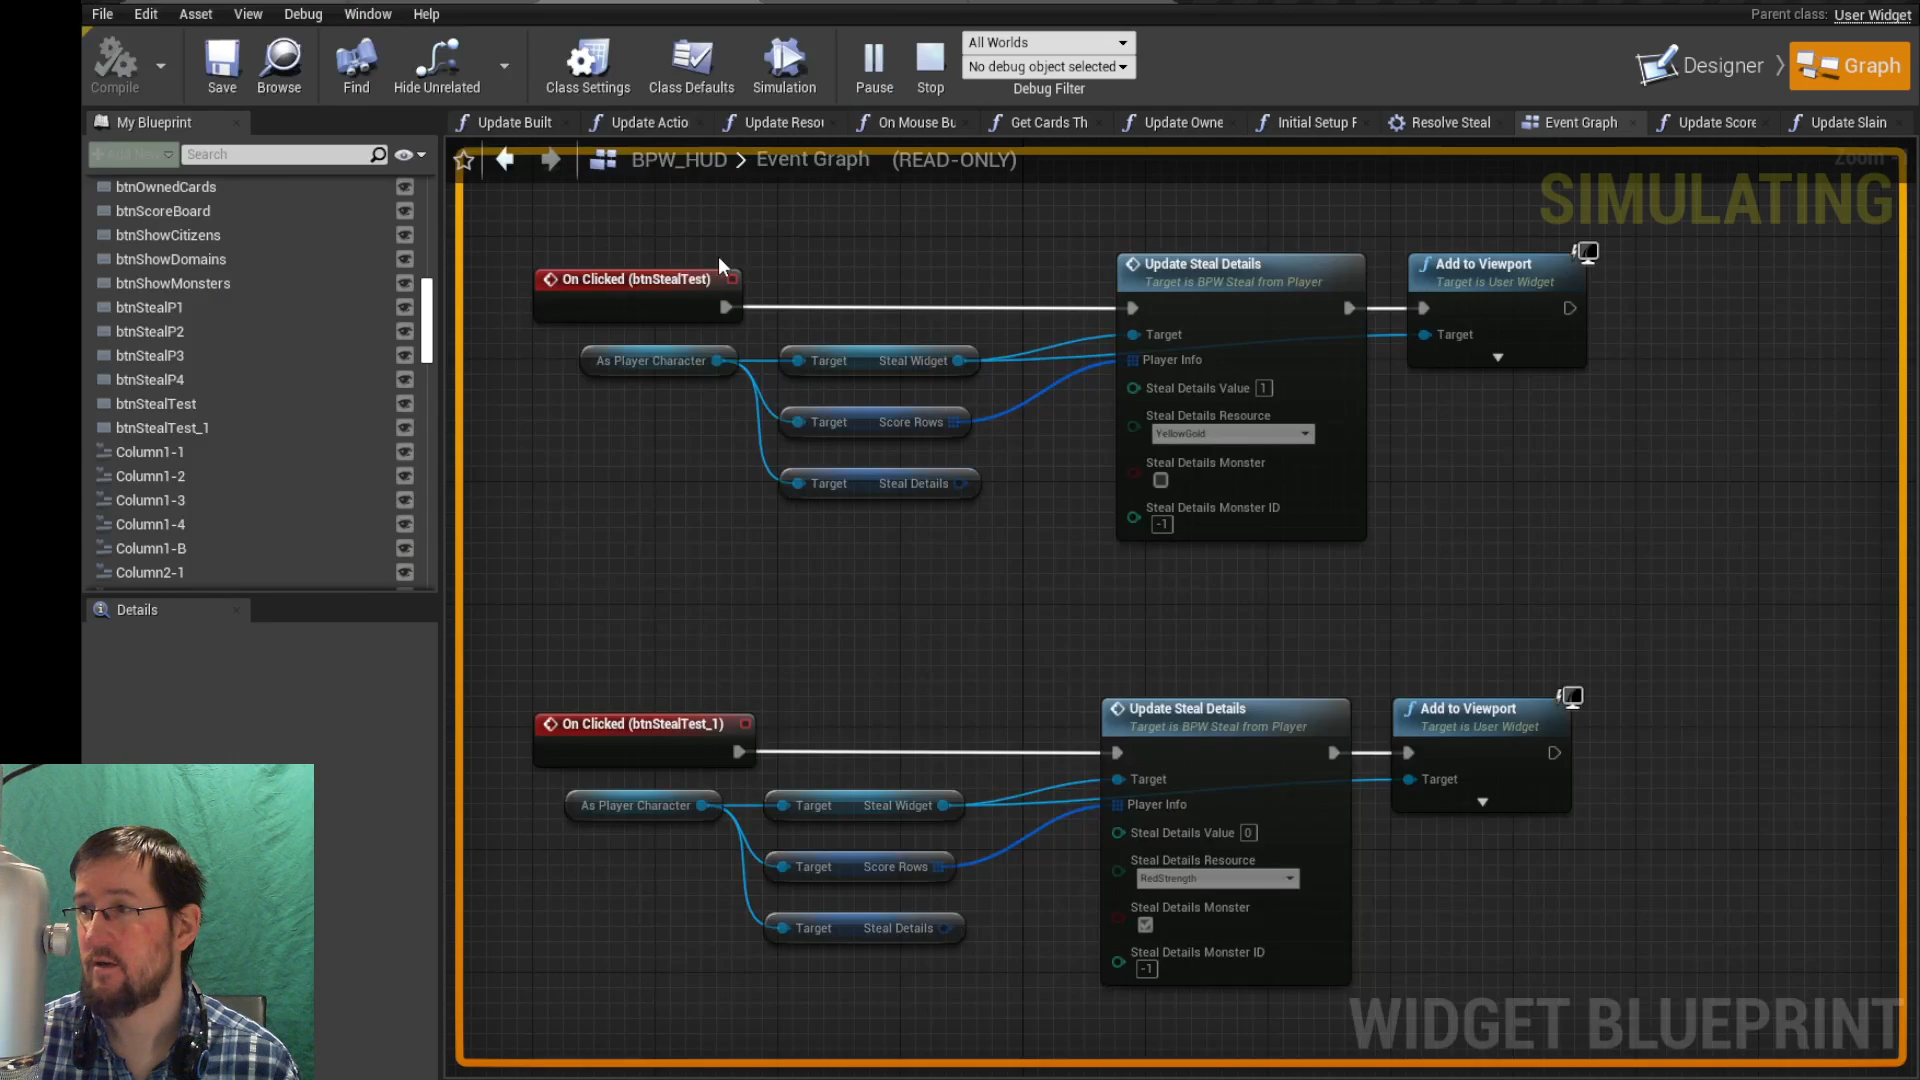 File Edit Asset View Debug Window Help
Parent class: User Widget
Compile
Save
Browse
Find
Hide Unrelated
Class Settings
Class Defaults
Simulation
Pause
Stop
All Worlds
No debug object selected
Debug Filter
Designer
Graph
My Blueprint
Update Built
Update Actio
Update Resou
On Mouse Bu
Get Cards Th
Update Owne
Initial Setup F
Resolve Steal
Event Graph
Update Score
Update Slain
Add New
Search
BPW_HUD > Event Graph (READ-ONLY)
Zoom
SIMULATING
btnOwnedCards
btnScoreBoard
btnShowCitizens
btnShowDomains
btnShowMonsters
btnStealP1
btnStealP2
btnStealP3
btnStealP4
btnStealTest
btnStealTest_1
Column1-1
Column1-2
Column1-3
Column1-4
Column1-B
Column2-1
Details
On Clicked (btnStealTest)
As Player Character
Target Steal Widget
Target Score Rows
Target Steal Details
Update Steal Details
Target is BPW Steal from Player
Target
Player Info
Steal Details Value 1
Steal Details Resource
YellowGold
Steal Details Monster
Steal Details Monster ID
-1
Add to Viewport
Target is User Widget
Target
On Clicked (btnStealTest_1)
As Player Character
Target Steal Widget
Target Score Rows
Target Steal Details
Update Steal Details
Target is BPW Steal from Player
Target
Player Info
Steal Details Value 0
Steal Details Resource
RedStrength
Steal Details Monster
Steal Details Monster ID
-1
Add to Viewport
Target is User Widget
Target
WIDGET BLUEPRINT